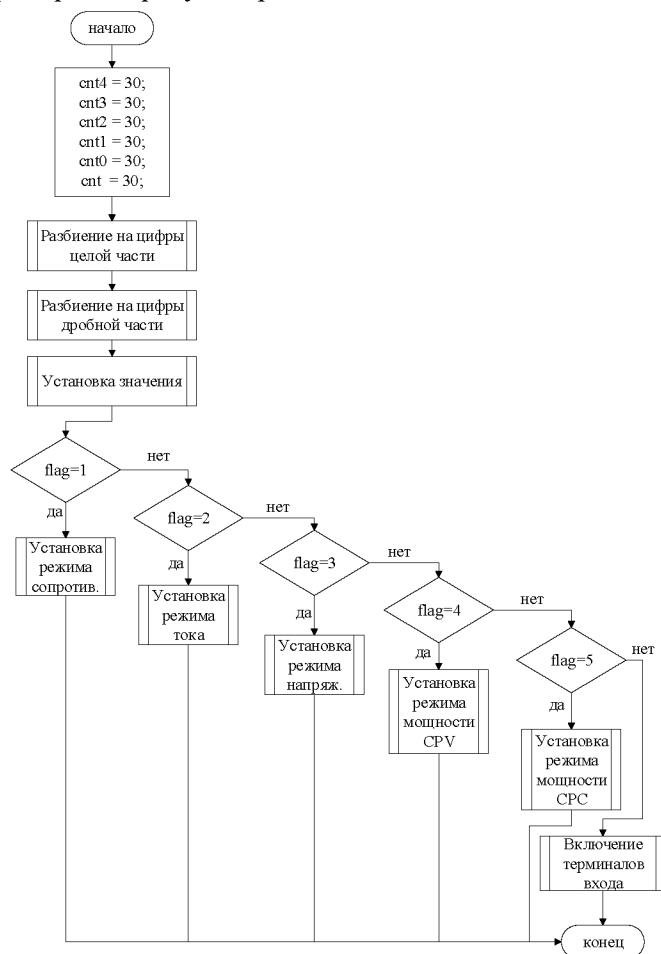 начало
cnt4 = 30;
cnt3 = 30;
cnt2 = 30;
cnt1 = 30;
cnt0 = 30;
cnt = 30;
Разбиение на цифры
целой части
Разбиение на цифры
дробной части
Установка значения
flag=1
нет
да
Установка
режима
сопротив.
flag=2
нет
да
Установка
режима
тока
flag=3
нет
да
Установка
режима
напряж.
flag=4
нет
да
Установка
режима
мощности
CPV
flag=5
нет
да
Установка
режима
мощности
CPC
Включение
терминалов
входа
конец